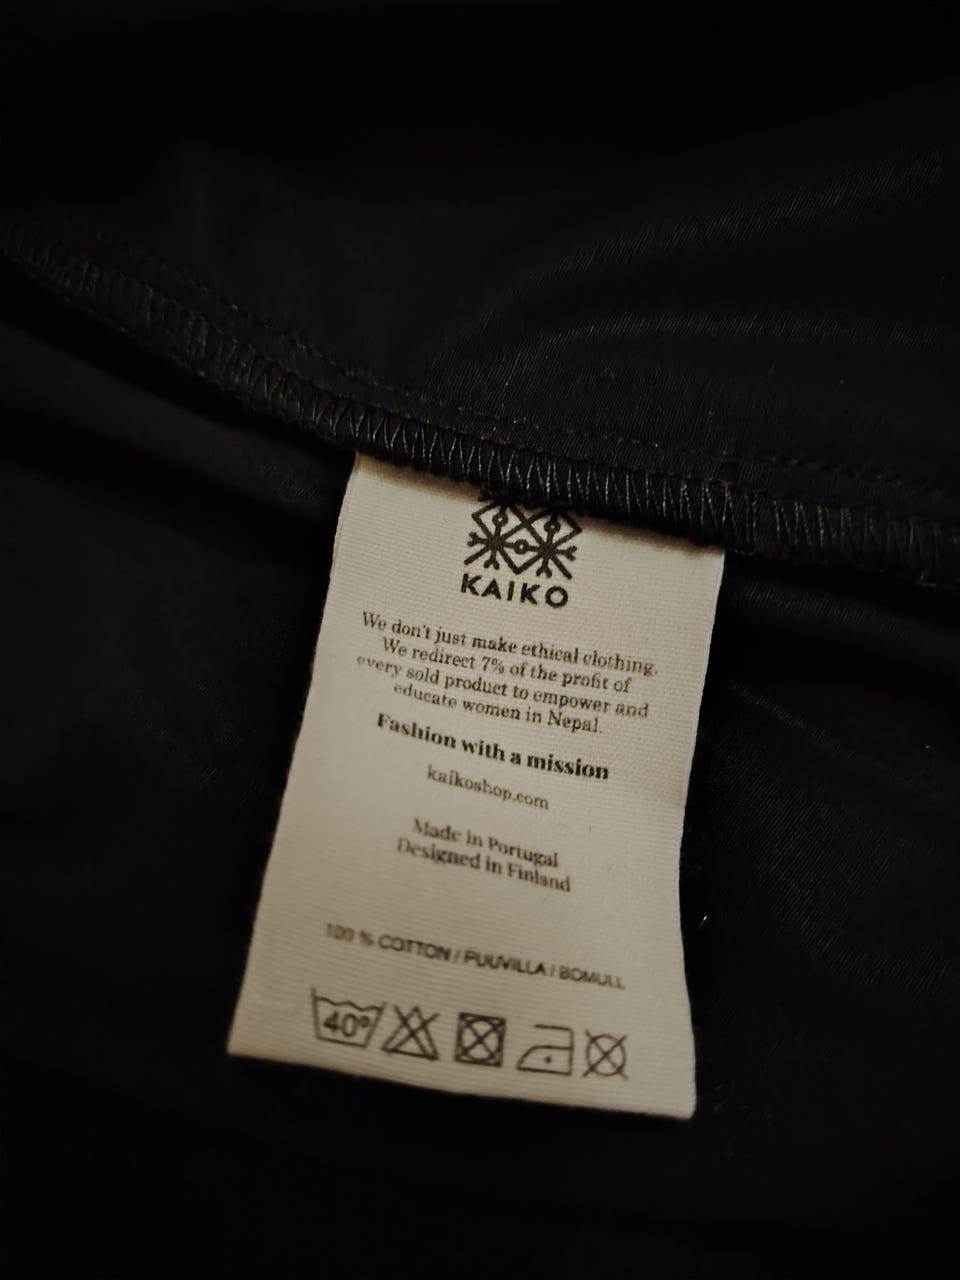 KAIKO
We don't just make ethical clothing.
We redirect 7% of the profit of
every sold product to empower and
educate women in Nepal.
Fashion with a mission
kaikoshop.com
Made in Portugal
Designed in Finland
100 % COTTON / PUUVILLA / BOMULL
40º